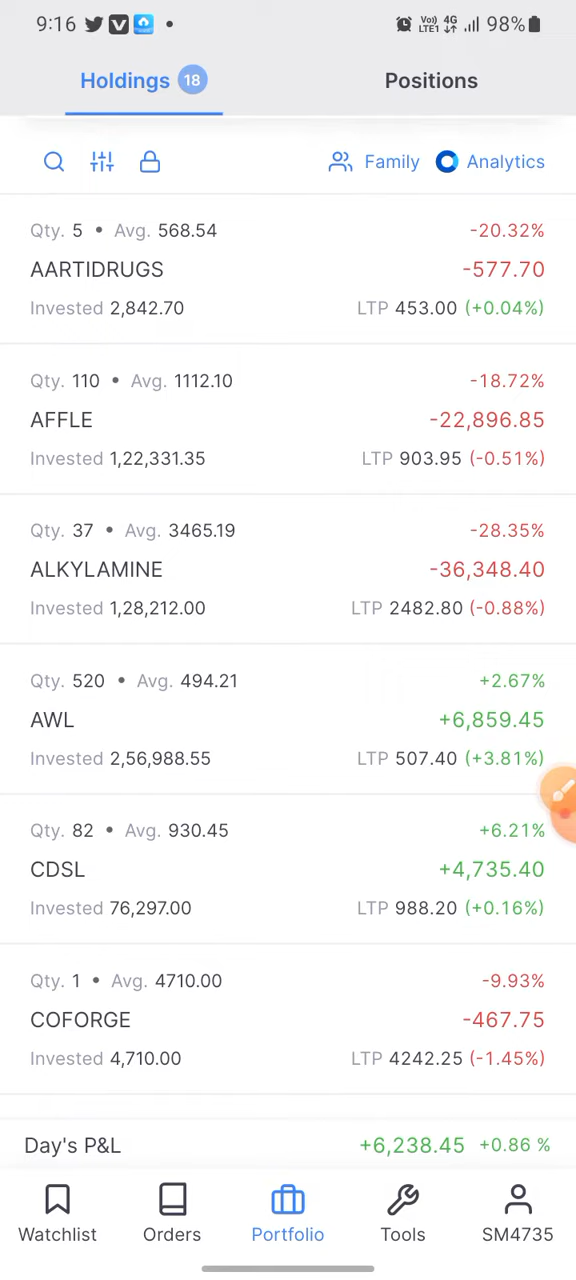 9:16 Vo)) LTE1 4G 98%
Holdings 18 Positions
Family Analytics
Qty. 5 • Avg. 568.54 -20.32%
AARTIDRUGS -577.70
Invested 2,842.70 LTP 453.00 (+0.04%)
Qty. 110 • Avg. 1112.10 -18.72%
AFFLE -22,896.85
Invested 1,22,331.35 LTP 903.95 (-0.51%)
Qty. 37 • Avg. 3465.19 -28.35%
ALKYLAMINE -36,348.40
Invested 1,28,212.00 LTP 2482.80 (-0.88%)
Qty. 520 • Avg. 494.21 +2.67%
AWL +6,859.45
Invested 2,56,988.55 LTP 507.40 (+3.81%)
Qty. 82 • Avg. 930.45 +6.21%
CDSL +4,735.40
Invested 76,297.00 LTP 988.20 (+0.16%)
Qty. 1 • Avg. 4710.00 -9.93%
COFORGE -467.75
Invested 4,710.00 LTP 4242.25 (-1.45%)
Day's P&L +6,238.45 +0.86 %
Watchlist Orders Portfolio Tools SM4735